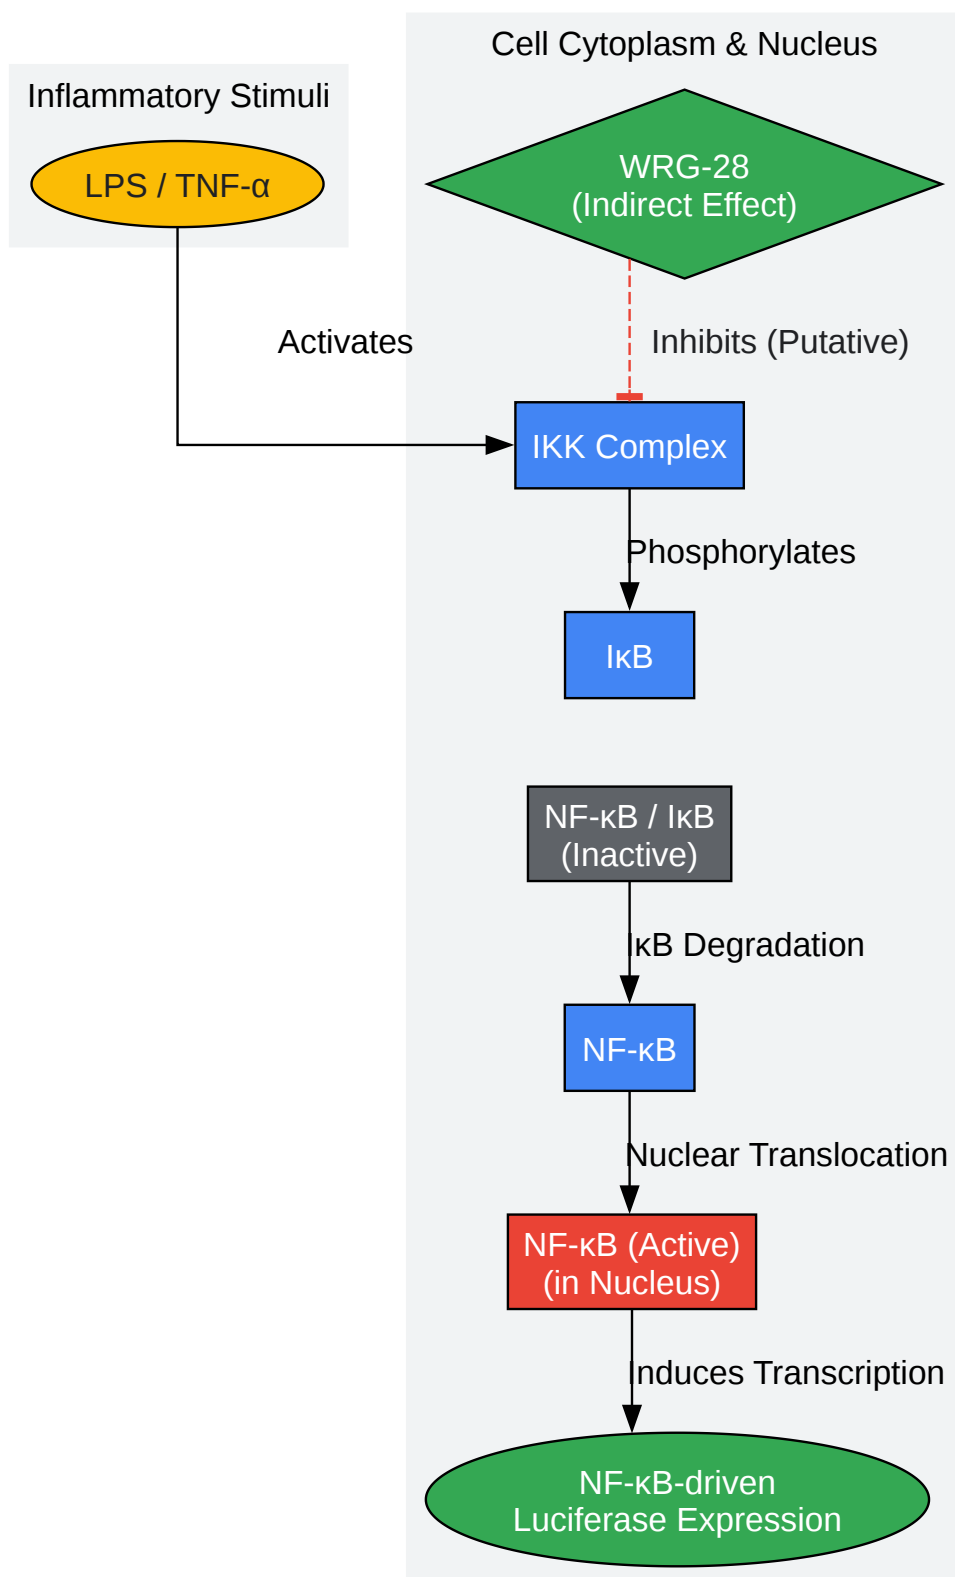 Cell Cytoplasm & Nucleus
Inflammatory Stimuli
LPS / TNF-α
WRG-28
(Indirect Effect)
Activates
Inhibits (Putative)
IKK Complex
Phosphorylates
IκB
NF-κB / IκB
(Inactive)
IκB Degradation
NF-κB
Nuclear Translocation
NF-κB (Active)
(in Nucleus)
Induces Transcription
NF-κB-driven
Luciferase Expression